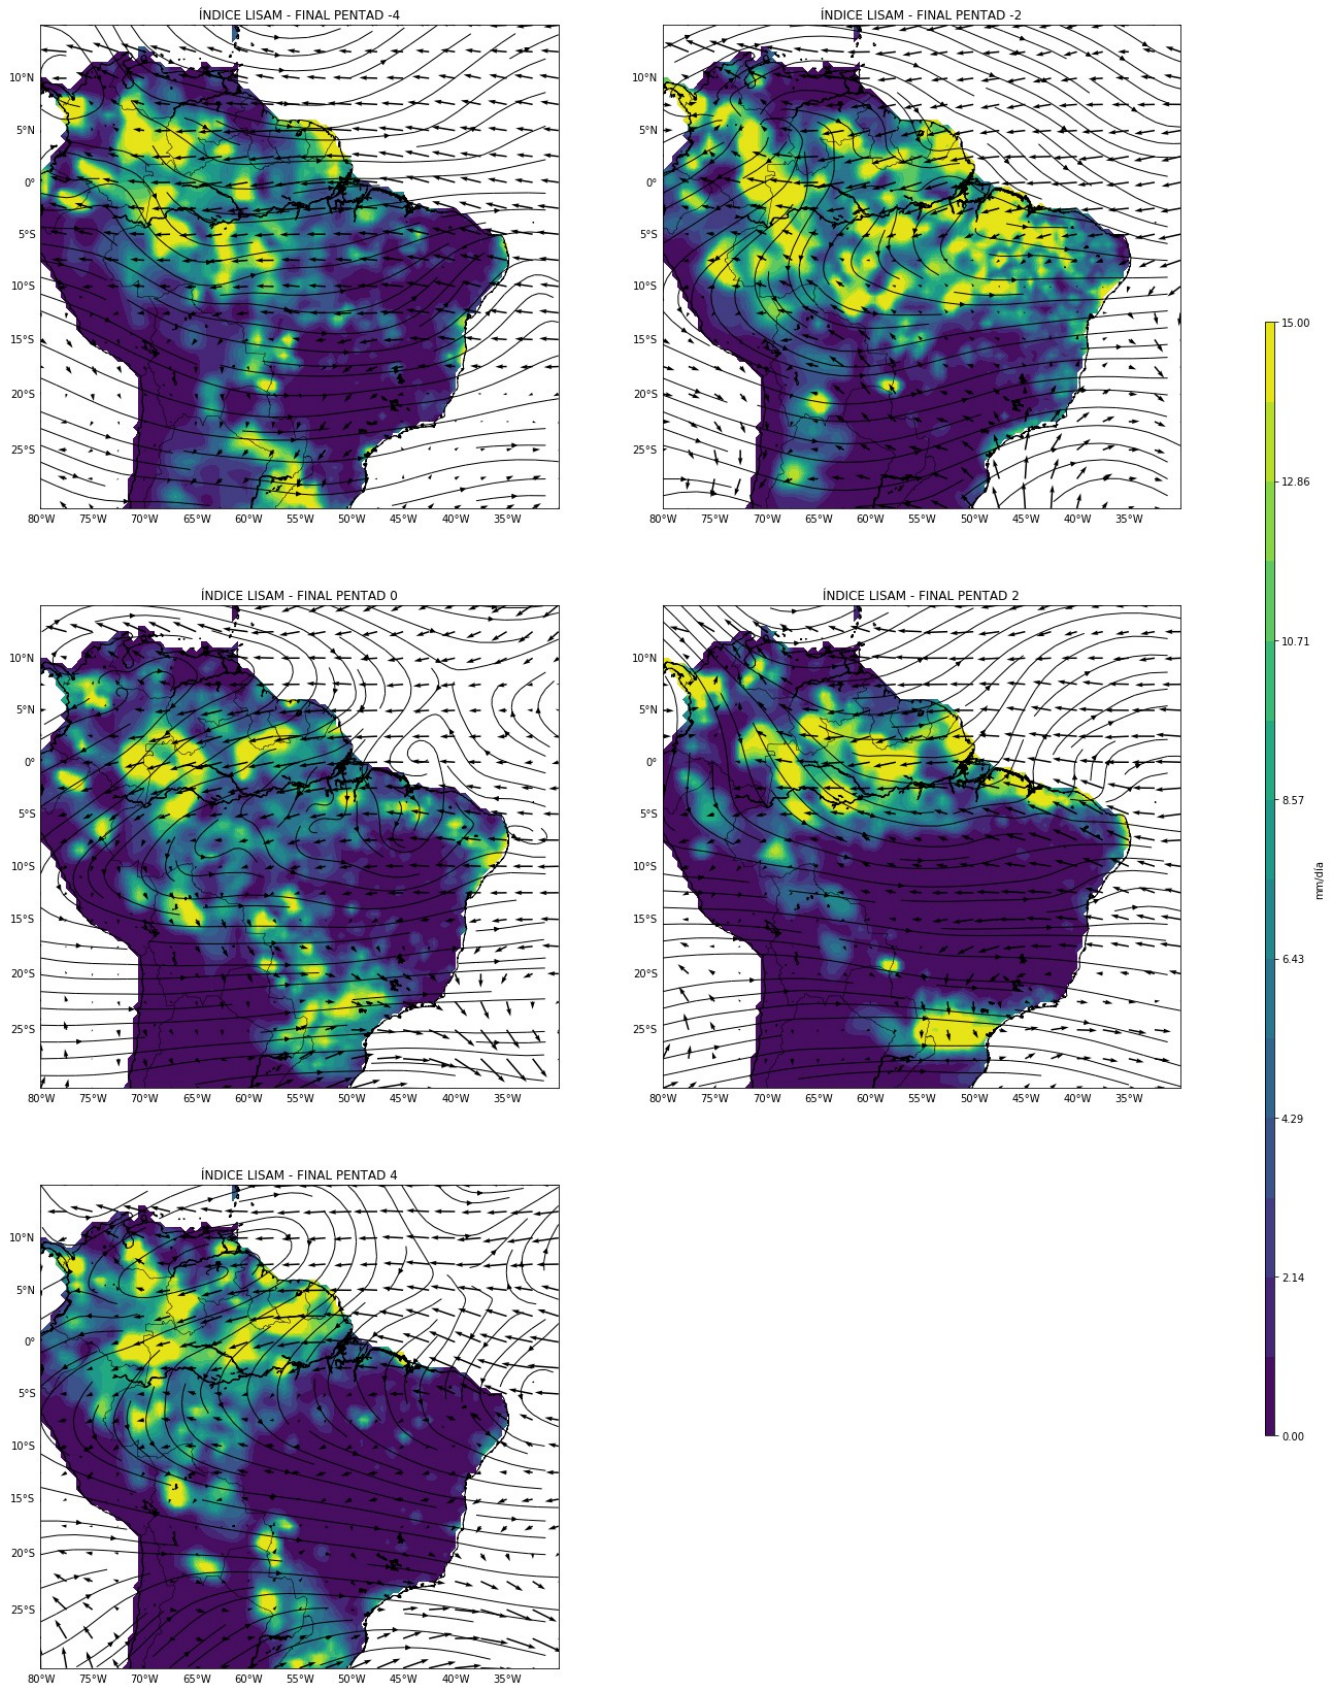 ÍNDICE LISAM - FINAL PENTAD -4
10°N
5°N
0°
5°S
10°S
15°S
20°S
25°S
80°W 75°W 70°W 65°W 60°W 55°W 50°W 45°W 40°W 35°W
ÍNDICE LISAM - FINAL PENTAD -2
10°N
5°N
0°
5°S
10°S
15°S
20°S
25°S
80°W 75°W 70°W 65°W 60°W 55°W 50°W 45°W 40°W 35°W
ÍNDICE LISAM - FINAL PENTAD 0
10°N
5°N
0°
5°S
10°S
15°S
20°S
25°S
80°W 75°W 70°W 65°W 60°W 55°W 50°W 45°W 40°W 35°W
ÍNDICE LISAM - FINAL PENTAD 2
10°N
5°N
0°
5°S
10°S
15°S
20°S
25°S
80°W 75°W 70°W 65°W 60°W 55°W 50°W 45°W 40°W 35°W
ÍNDICE LISAM - FINAL PENTAD 4
10°N
5°N
0°
5°S
10°S
15°S
20°S
25°S
80°W 75°W 70°W 65°W 60°W 55°W 50°W 45°W 40°W 35°W
15.00
12.86
10.71
8.57
6.43
4.29
2.14
0.00
mm/día